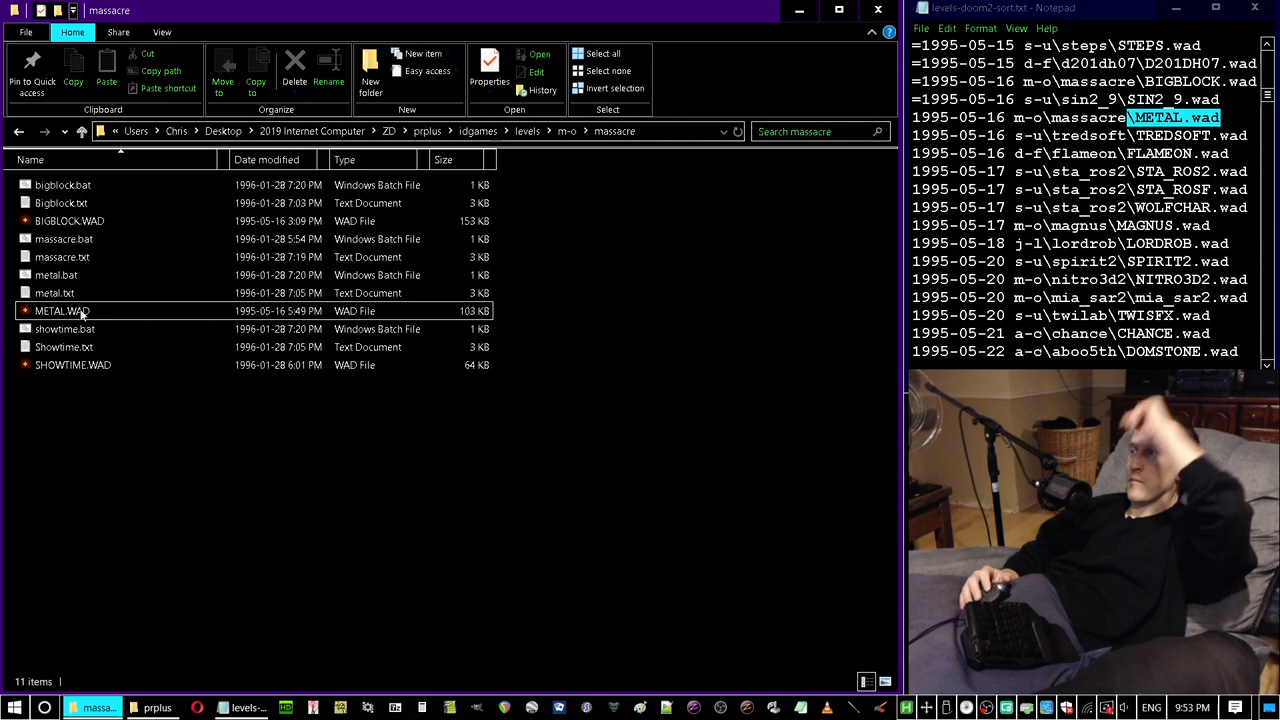 massacre
File Home Share View
Pin to Quick access
Copy
Paste
Cut
Copy path
Paste shortcut
Clipboard
Move to
Copy to
Delete
Rename
Organize
New folder
New item
Easy access
New
Properties
Open
Edit
History
Open
Select all
Select none
Invert selection
Select
« Users > Chris > Desktop > 2019 Internet Computer > ZD > prplus > idgames > levels > m-o > massacre
Search massacre
Name Date modified Type Size
bigblock.bat 1996-01-28 7:20 PM Windows Batch File 1 KB
Bigblock.txt 1996-01-28 7:03 PM Text Document 3 KB
BIGBLOCK.WAD 1995-05-16 3:09 PM WAD File 153 KB
massacre.bat 1996-01-28 5:54 PM Windows Batch File 1 KB
massacre.txt 1996-01-28 7:19 PM Text Document 3 KB
metal.bat 1996-01-28 7:20 PM Windows Batch File 1 KB
metal.txt 1996-01-28 7:05 PM Text Document 3 KB
METAL.WAD 1995-05-16 5:49 PM WAD File 103 KB
showtime.bat 1996-01-28 7:20 PM Windows Batch File 1 KB
Showtime.txt 1996-01-28 7:05 PM Text Document 3 KB
SHOWTIME.WAD 1996-01-28 6:01 PM WAD File 64 KB
11 items
levels-doom2-sort.txt - Notepad
File Edit Format View Help
=1995-05-15 s-u\steps\STEPS.wad
=1995-05-15 d-f\d201dh07\D201DH07.wad
=1995-05-16 m-o\massacre\BIGBLOCK.wad
=1995-05-16 s-u\sin2_9\SIN2_9.wad
1995-05-16 m-o\massacre\METAL.wad
1995-05-16 s-u\tredsoft\TREDSOFT.wad
1995-05-16 d-f\flameon\FLAMEON.wad
1995-05-17 s-u\sta_ros2\STA_ROS2.wad
1995-05-17 s-u\sta_ros2\STA_ROSF.wad
1995-05-17 s-u\sta_ros2\WOLFCHAR.wad
1995-05-17 m-o\magnus\MAGNUS.wad
1995-05-18 j-l\lordrob\LORDROB.wad
1995-05-20 s-u\spirit2\SPIRIT2.wad
1995-05-20 m-o\nitro3d2\NITRO3D2.wad
1995-05-20 m-o\mia_sar2\mia_sar2.wad
1995-05-20 s-u\twilab\TWISFX.wad
1995-05-21 a-c\chance\CHANCE.wad
1995-05-22 a-c\aboo5th\DOMSTONE.wad
massa... prplus levels-... HD ENG 9:53 PM